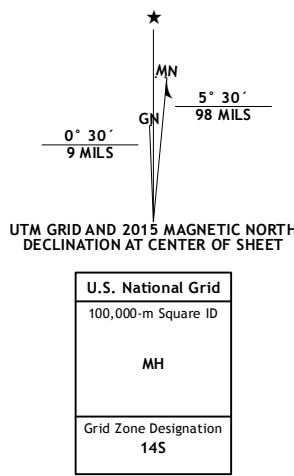 ★
MN
5° 30´
98 MILS
GN
0° 30´
9 MILS
UTM GRID AND 2015 MAGNETIC NORTH
DECLINATION AT CENTER OF SHEET
U.S. National Grid
100,000-m Square ID
MH
Grid Zone Designation
14S